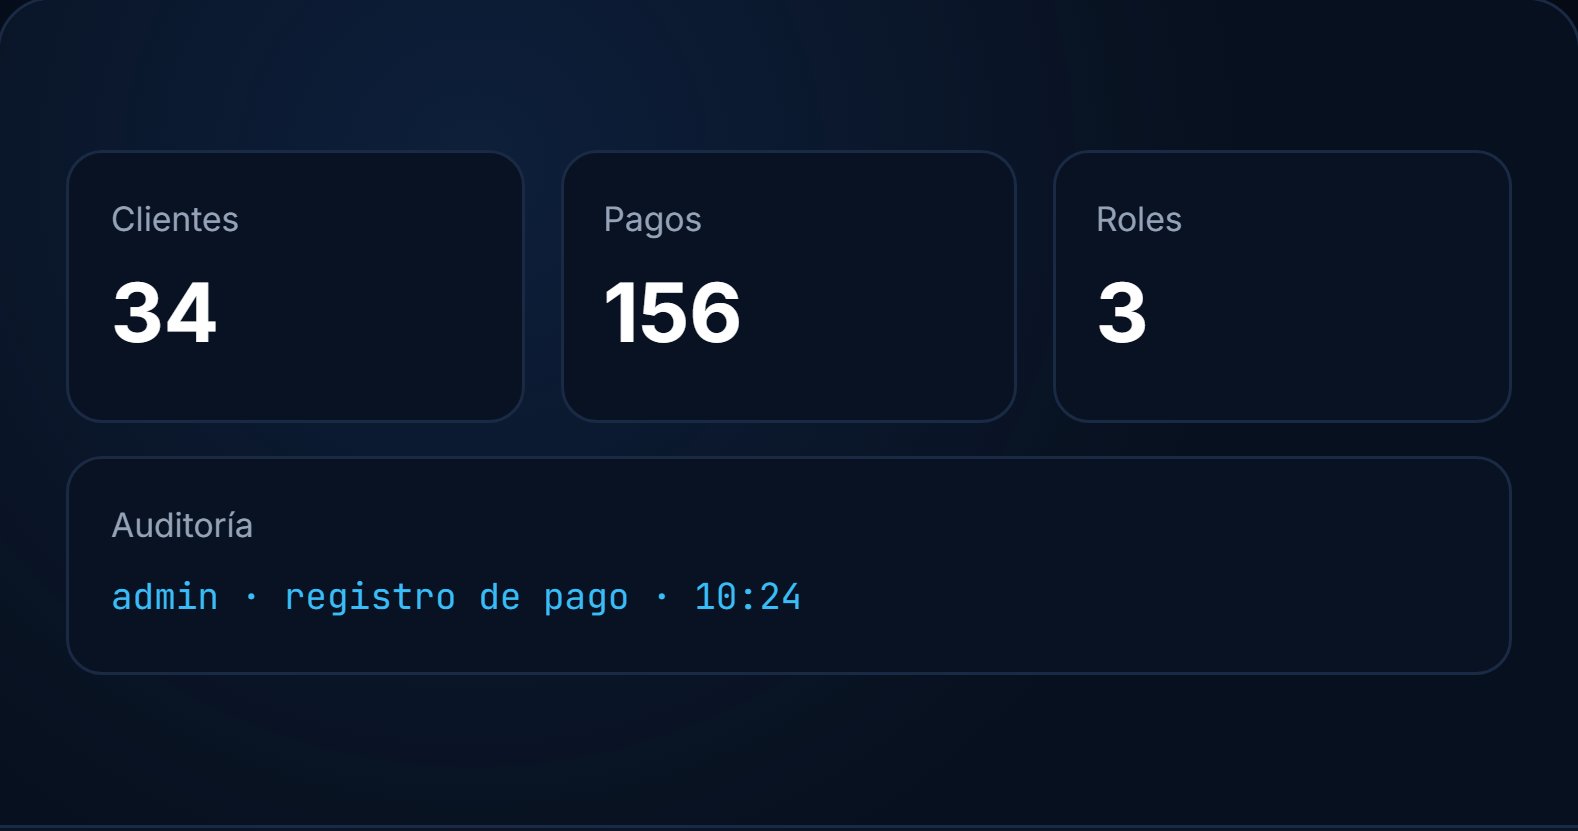 Clientes
34
Pagos
156
Roles
3
Auditoría
admin · registro de pago · 10:24